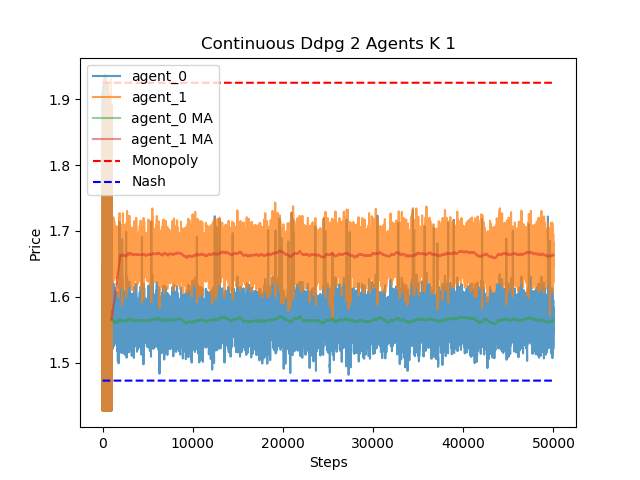 Continuous Ddpg 2 Agents K 1
agent_0
agent_1
agent_0 MA
agent_1 MA
Monopoly
Nash
Price
1.9
1.8
1.7
1.6
1.5
0 10000 20000 30000 40000 50000
Steps